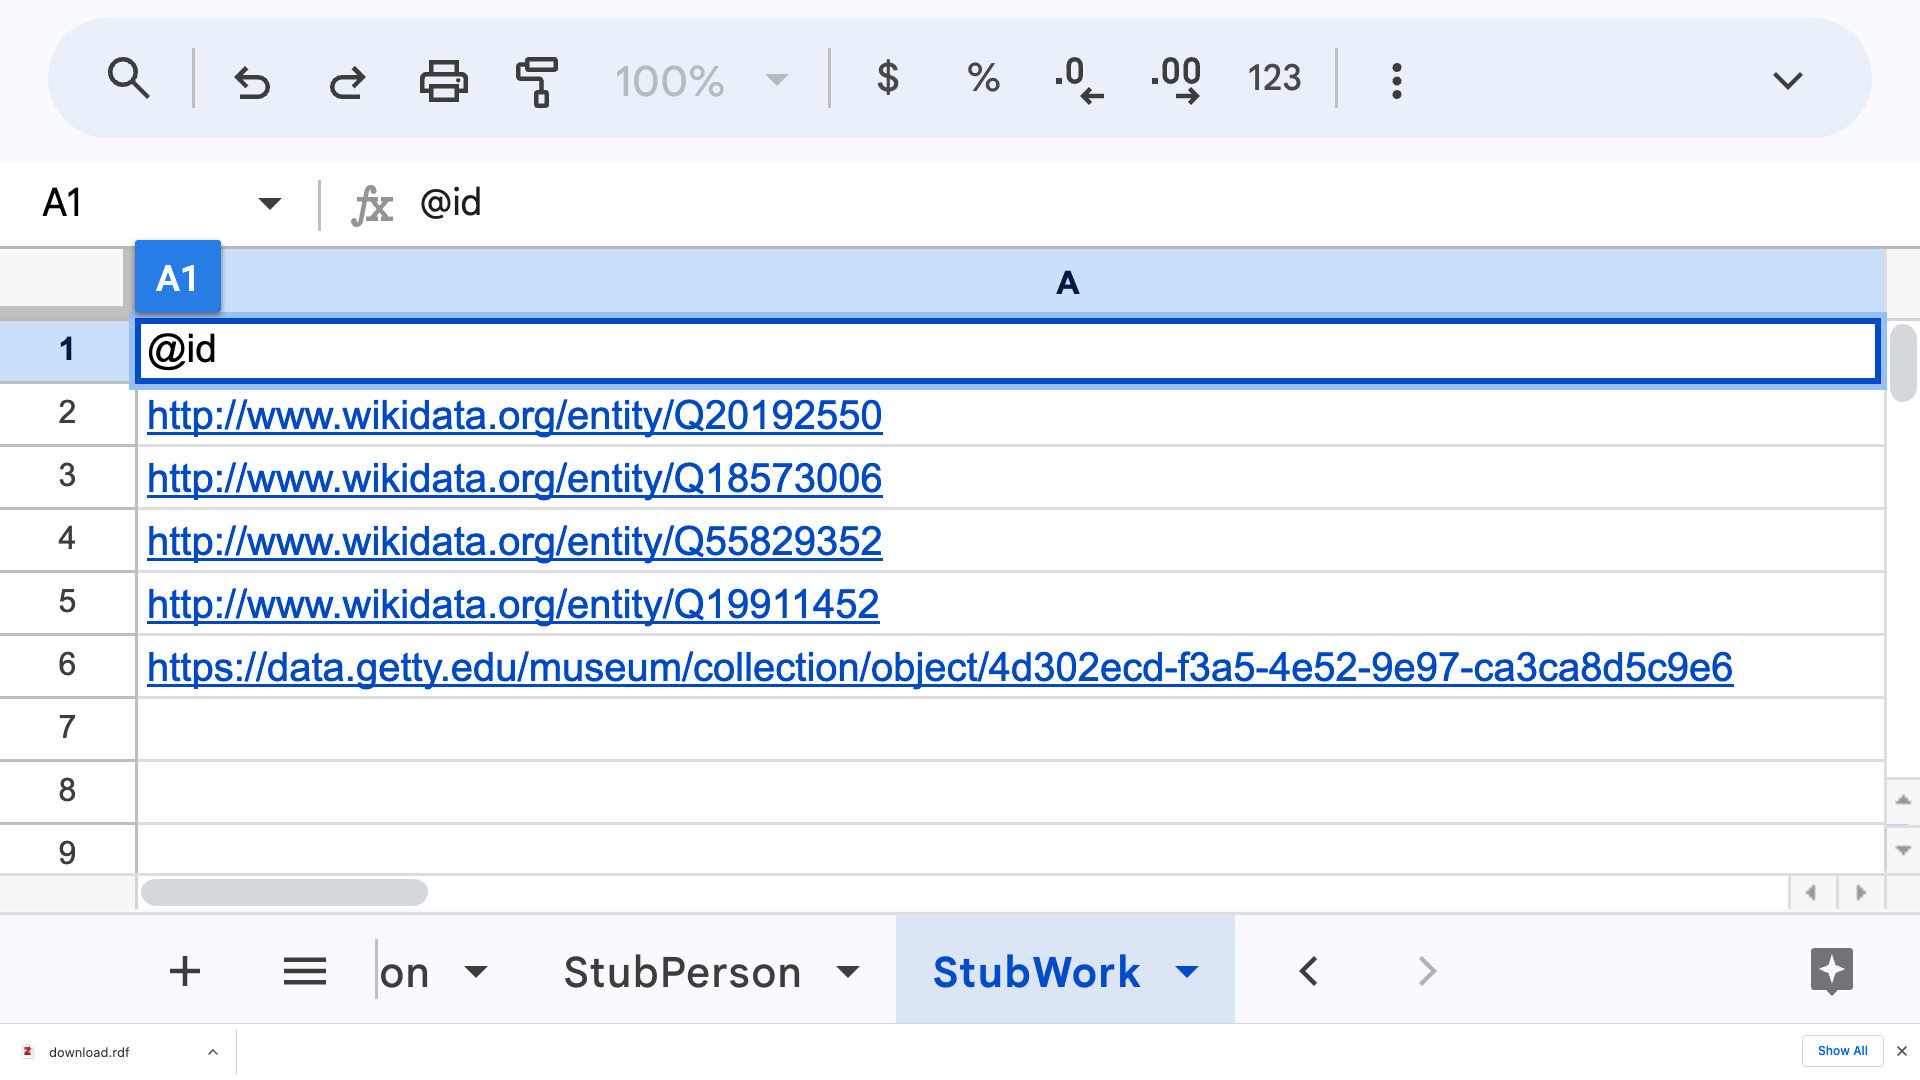 100% $ % .0 .00 123
A1 fx @id
A1 A
1 @id
2 http://www.wikidata.org/entity/Q20192550
3 http://www.wikidata.org/entity/Q18573006
4 http://www.wikidata.org/entity/Q55829352
5 http://www.wikidata.org/entity/Q19911452
6 https://data.getty.edu/museum/collection/object/4d302ecd-f3a5-4e52-9e97-ca3ca8d5c9e6
7
8
9
on StubPerson StubWork
Z download.rdf Show All